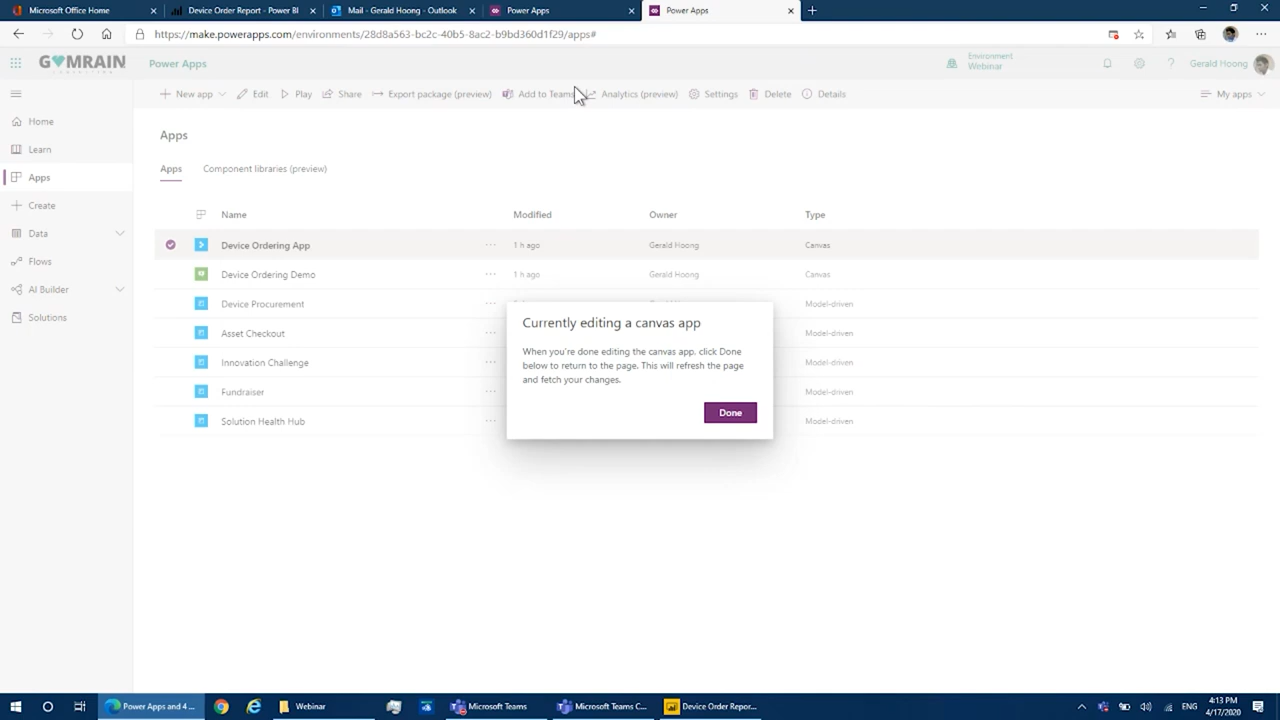 Microsoft Office Home
Device Order Report - Power BI
Mail - Gerald Hoong - Outlook
Power Apps
Power Apps
https://make.powerapps.com/environments/28d8a563-bc2c-40b5-8ac2-b9bd360d1f29/apps#
Power Apps
Environment
Webinar
Gerald Hoong
New app
Edit
Play
Share
Export package (preview)
Add to Teams
Analytics (preview)
Settings
Delete
Details
My apps
Home
Learn
Apps
Create
Data
Flows
AI Builder
Solutions
Apps
Apps
Component libraries (preview)
Name
Modified
Owner
Type
Device Ordering App
1 h ago
Gerald Hoong
Canvas
Device Ordering Demo
1 h ago
Gerald Hoong
Canvas
Device Procurement
Model-driven
Asset Checkout
Model-driven
Innovation Challenge
Model-driven
Fundraiser
Model-driven
Solution Health Hub
Model-driven
Currently editing a canvas app
When you're done editing the canvas app, click Done
below to return to the page. This will refresh the page
and fetch your changes.
Done
Power Apps and 4 ...
Webinar
Microsoft Teams
Microsoft Teams C...
Device Order Repor...
ENG
4:13 PM
4/17/2020